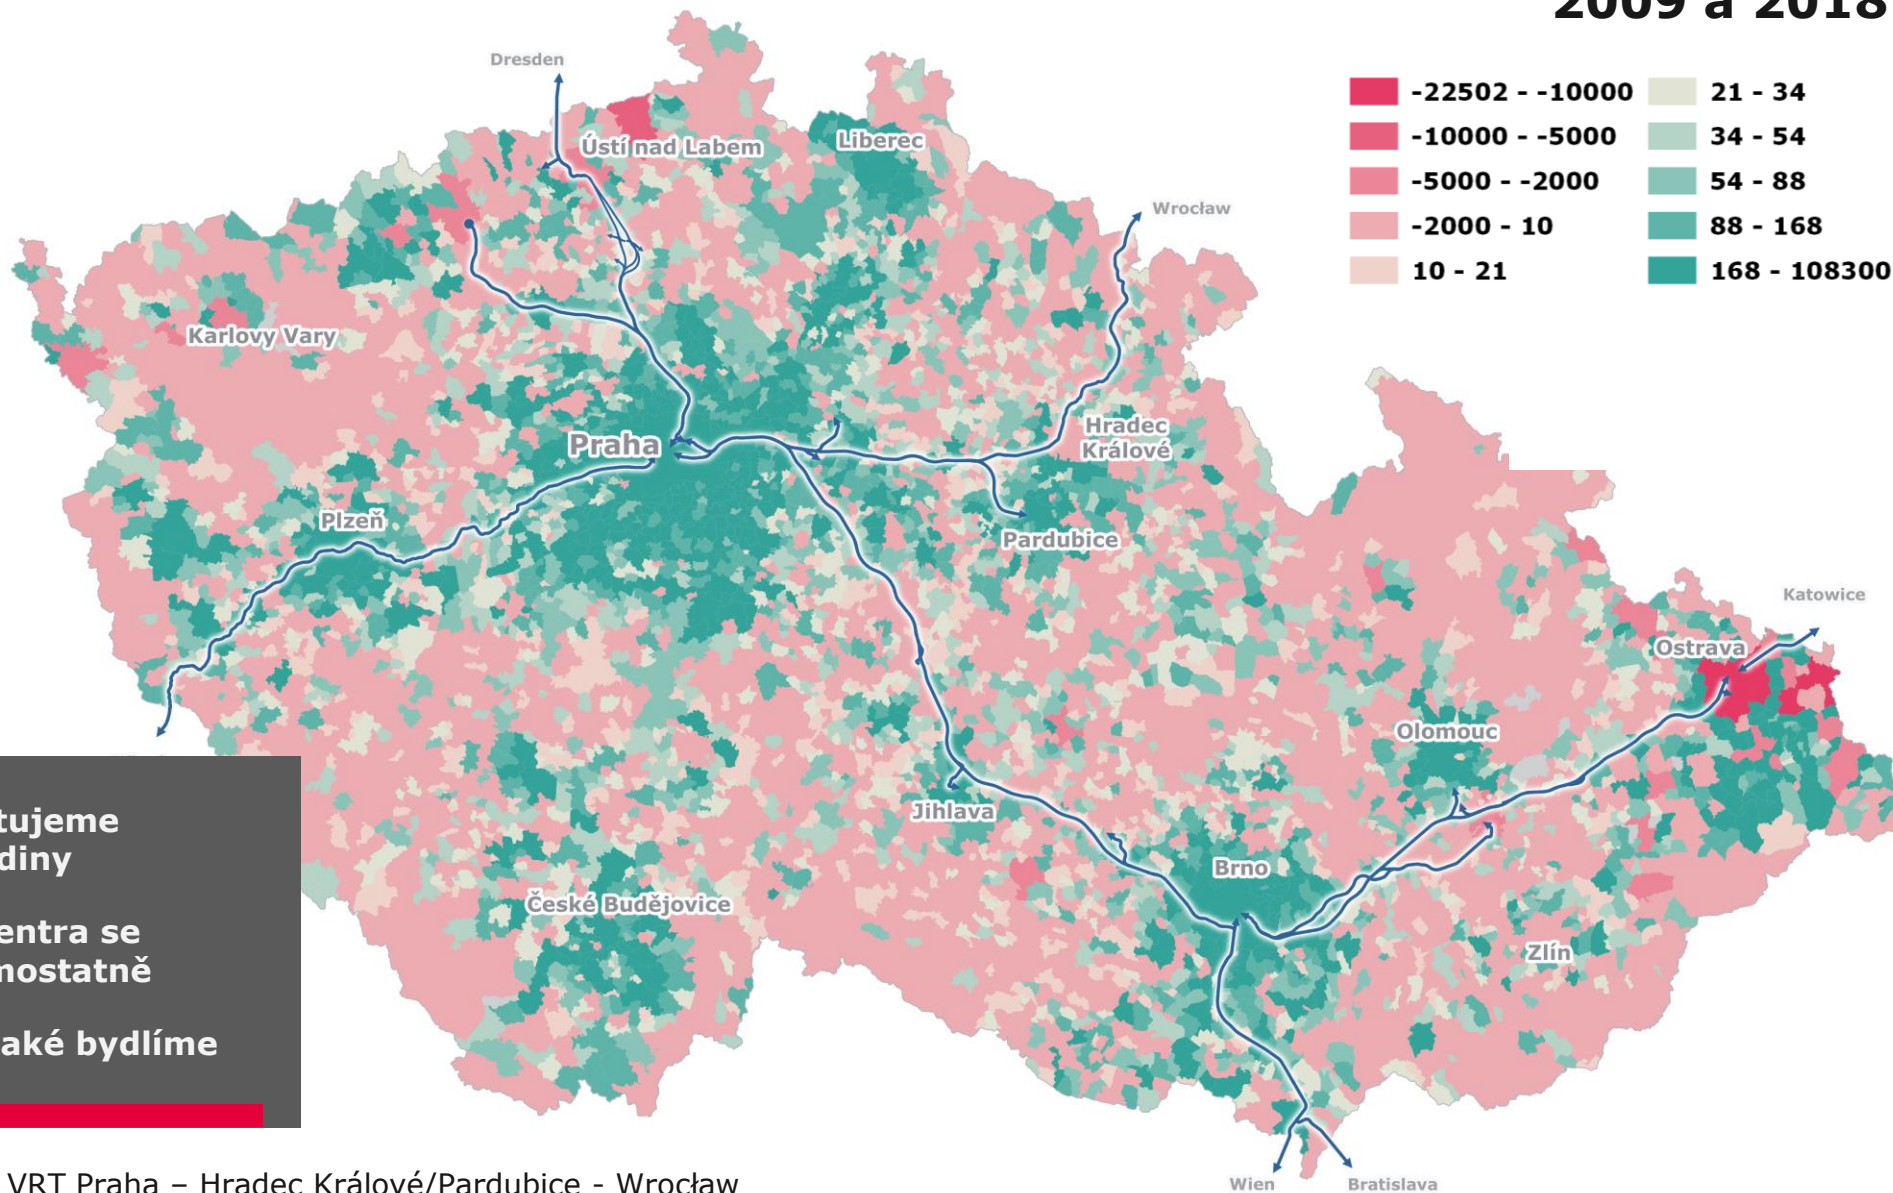 2009 a 2018
-22502 - -10000
-10000 - -5000
-5000 - -2000
-2000 - 10
10 - 21
21 - 34
34 - 54
54 - 88
88 - 168
168 - 108300
Dresden
Ústí nad Labem
Liberec
Wrocław
Karlovy Vary
Praha
Hradec
Králové
Plzeň
Pardubice
Katowice
Ostrava
Olomouc
Jihlava
Brno
České Budějovice
Zlín
Wien
Bratislava
tujeme
diny
entra se
mostatně
aké bydlíme
VRT Praha – Hradec Králové/Pardubice - Wrocław